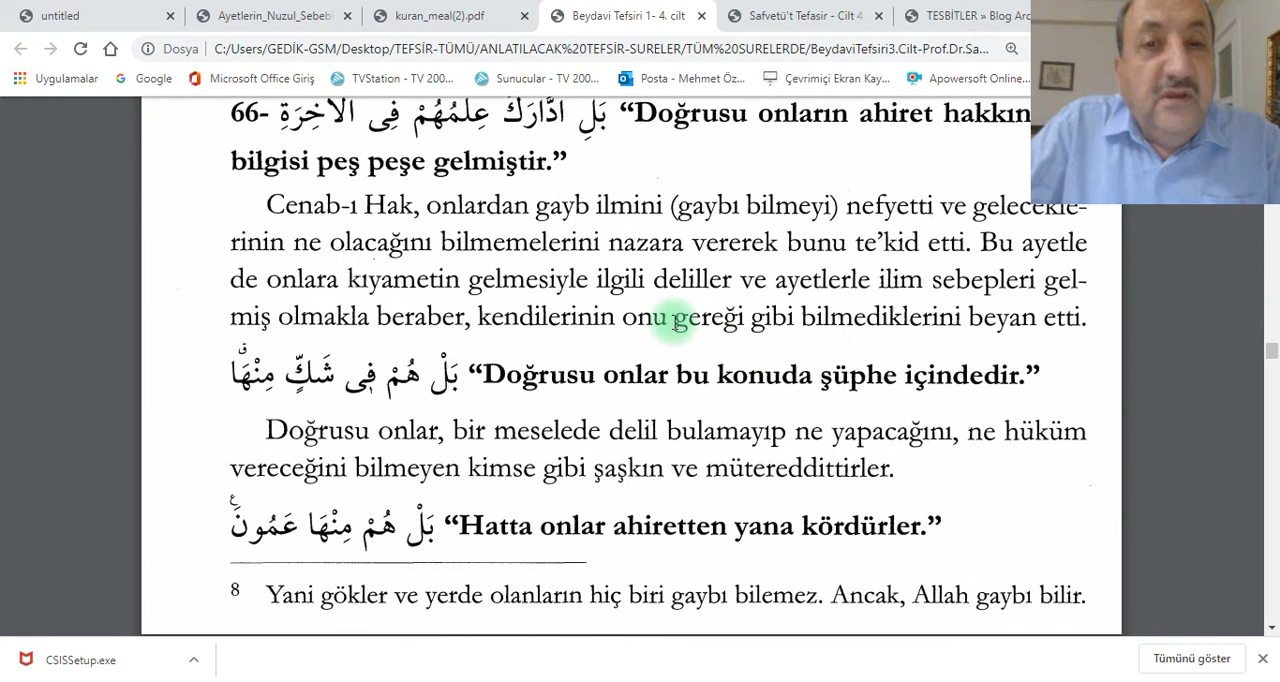 untitled
Ayetlerin_Nuzul_Sebebi
kuran_meal(2).pdf
Beydavi Tefsiri 1- 4. cilt
Safvetü't Tefasir - Cilt 4
TESBİTLER » Blog Arc
Dosya C:/Users/GEDİK-GSM/Desktop/TEFSİR-TÜMÜ/ANLATILACAK%20TEFSİR-SURELER/TÜM%20SURELERDE/BeydaviTefsiri3.Cilt-Prof.Dr.Sa...
Uygulamalar Google Microsoft Office Giriş TVStation - TV 200... Sunucular - TV 200... Posta - Mehmet Öz... Çevrimiçi Ekran Kay... Apowersoft Online...
66- بَلِ ادَّارَكَ عِلْمُهُمْ فِى الْاٰخِرَةِ “Doğrusu onların ahiret hakkın
bilgisi peş peşe gelmiştir.”
Cenab-ı Hak, onlardan gayb ilmini (gaybı bilmeyi) nefyetti ve gelecekle-
rinin ne olacağını bilmemelerini nazara vererek bunu te’kid etti. Bu ayetle
de onlara kıyametin gelmesiyle ilgili deliller ve ayetlerle ilim sebepleri gel-
miş olmakla beraber, kendilerinin onu gereği gibi bilmediklerini beyan etti.
بَلْ هُمْ فٖى شَكٍّ مِنْهَاۗ “Doğrusu onlar bu konuda şüphe içindedir.”
Doğrusu onlar, bir meselede delil bulamayıp ne yapacağını, ne hüküm
vereceğini bilmeyen kimse gibi şaşkın ve mütereddittirler.
بَلْ هُمْ مِنْهَا عَمُونَ ع “Hatta onlar ahiretten yana kördürler.”
8 Yani gökler ve yerde olanların hiç biri gaybı bilemez. Ancak, Allah gaybı bilir.
CSISSetup.exe
Tümünü göster